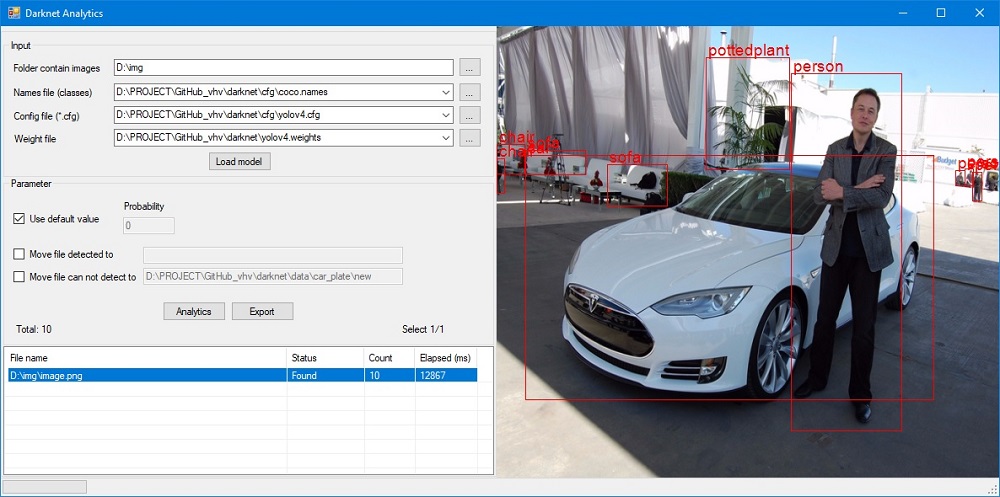 Darknet Analytics
Input
Folder contain images D:\img ...
Names file (classes) D:\PROJECT\GitHub_vhv\darknet\cfg\coco.names ...
Config file (*.cfg) D:\PROJECT\GitHub_vhv\darknet\cfg\yolov4.cfg ...
Weight file D:\PROJECT\GitHub_vhv\darknet\yolov4.weights ...
Load model
Parameter
Probability
Use default value 0
Move file detected to
Move file can not detect to D:\PROJECT\GitHub_vhv\darknet\data\car_plate\new
Analytics Export
Total: 10 Select 1/1
File name Status Count Elapsed (ms)
D:\img\image.png Found 10 12867
pottedplant
person
chair
sofa
Budget